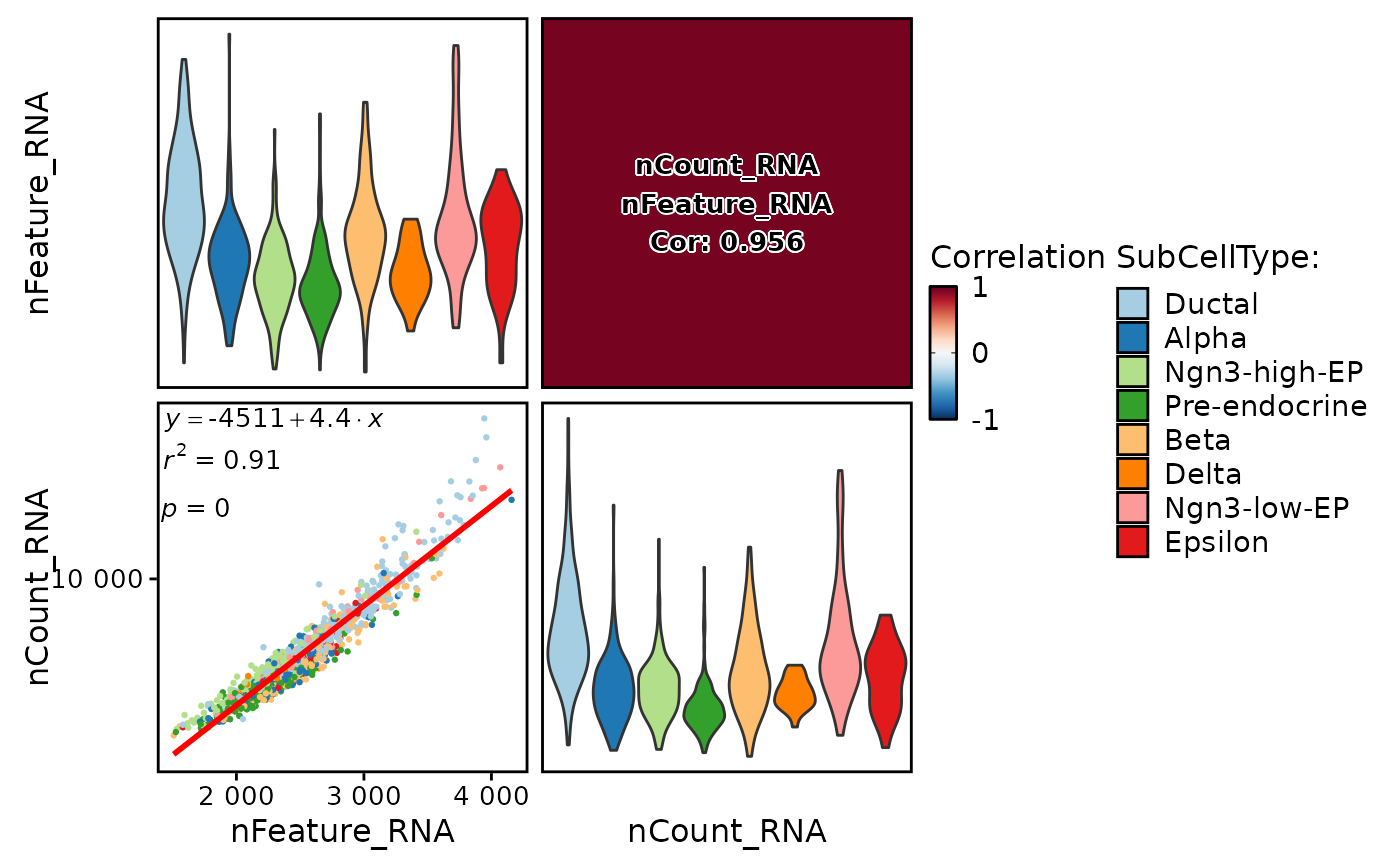 nFeature_RNA
nCount_RNA
nFeature_RNA
Cor: 0.956
Correlation
1
0
-1
SubCellType:
Ductal
Alpha
Ngn3-high-EP
Pre-endocrine
Beta
Delta
Ngn3-low-EP
Epsilon
nCount_RNA
10 000
y = -4511 + 4.4 · x
r² = 0.91
p = 0
2 000 3 000 4 000
nFeature_RNA
nCount_RNA